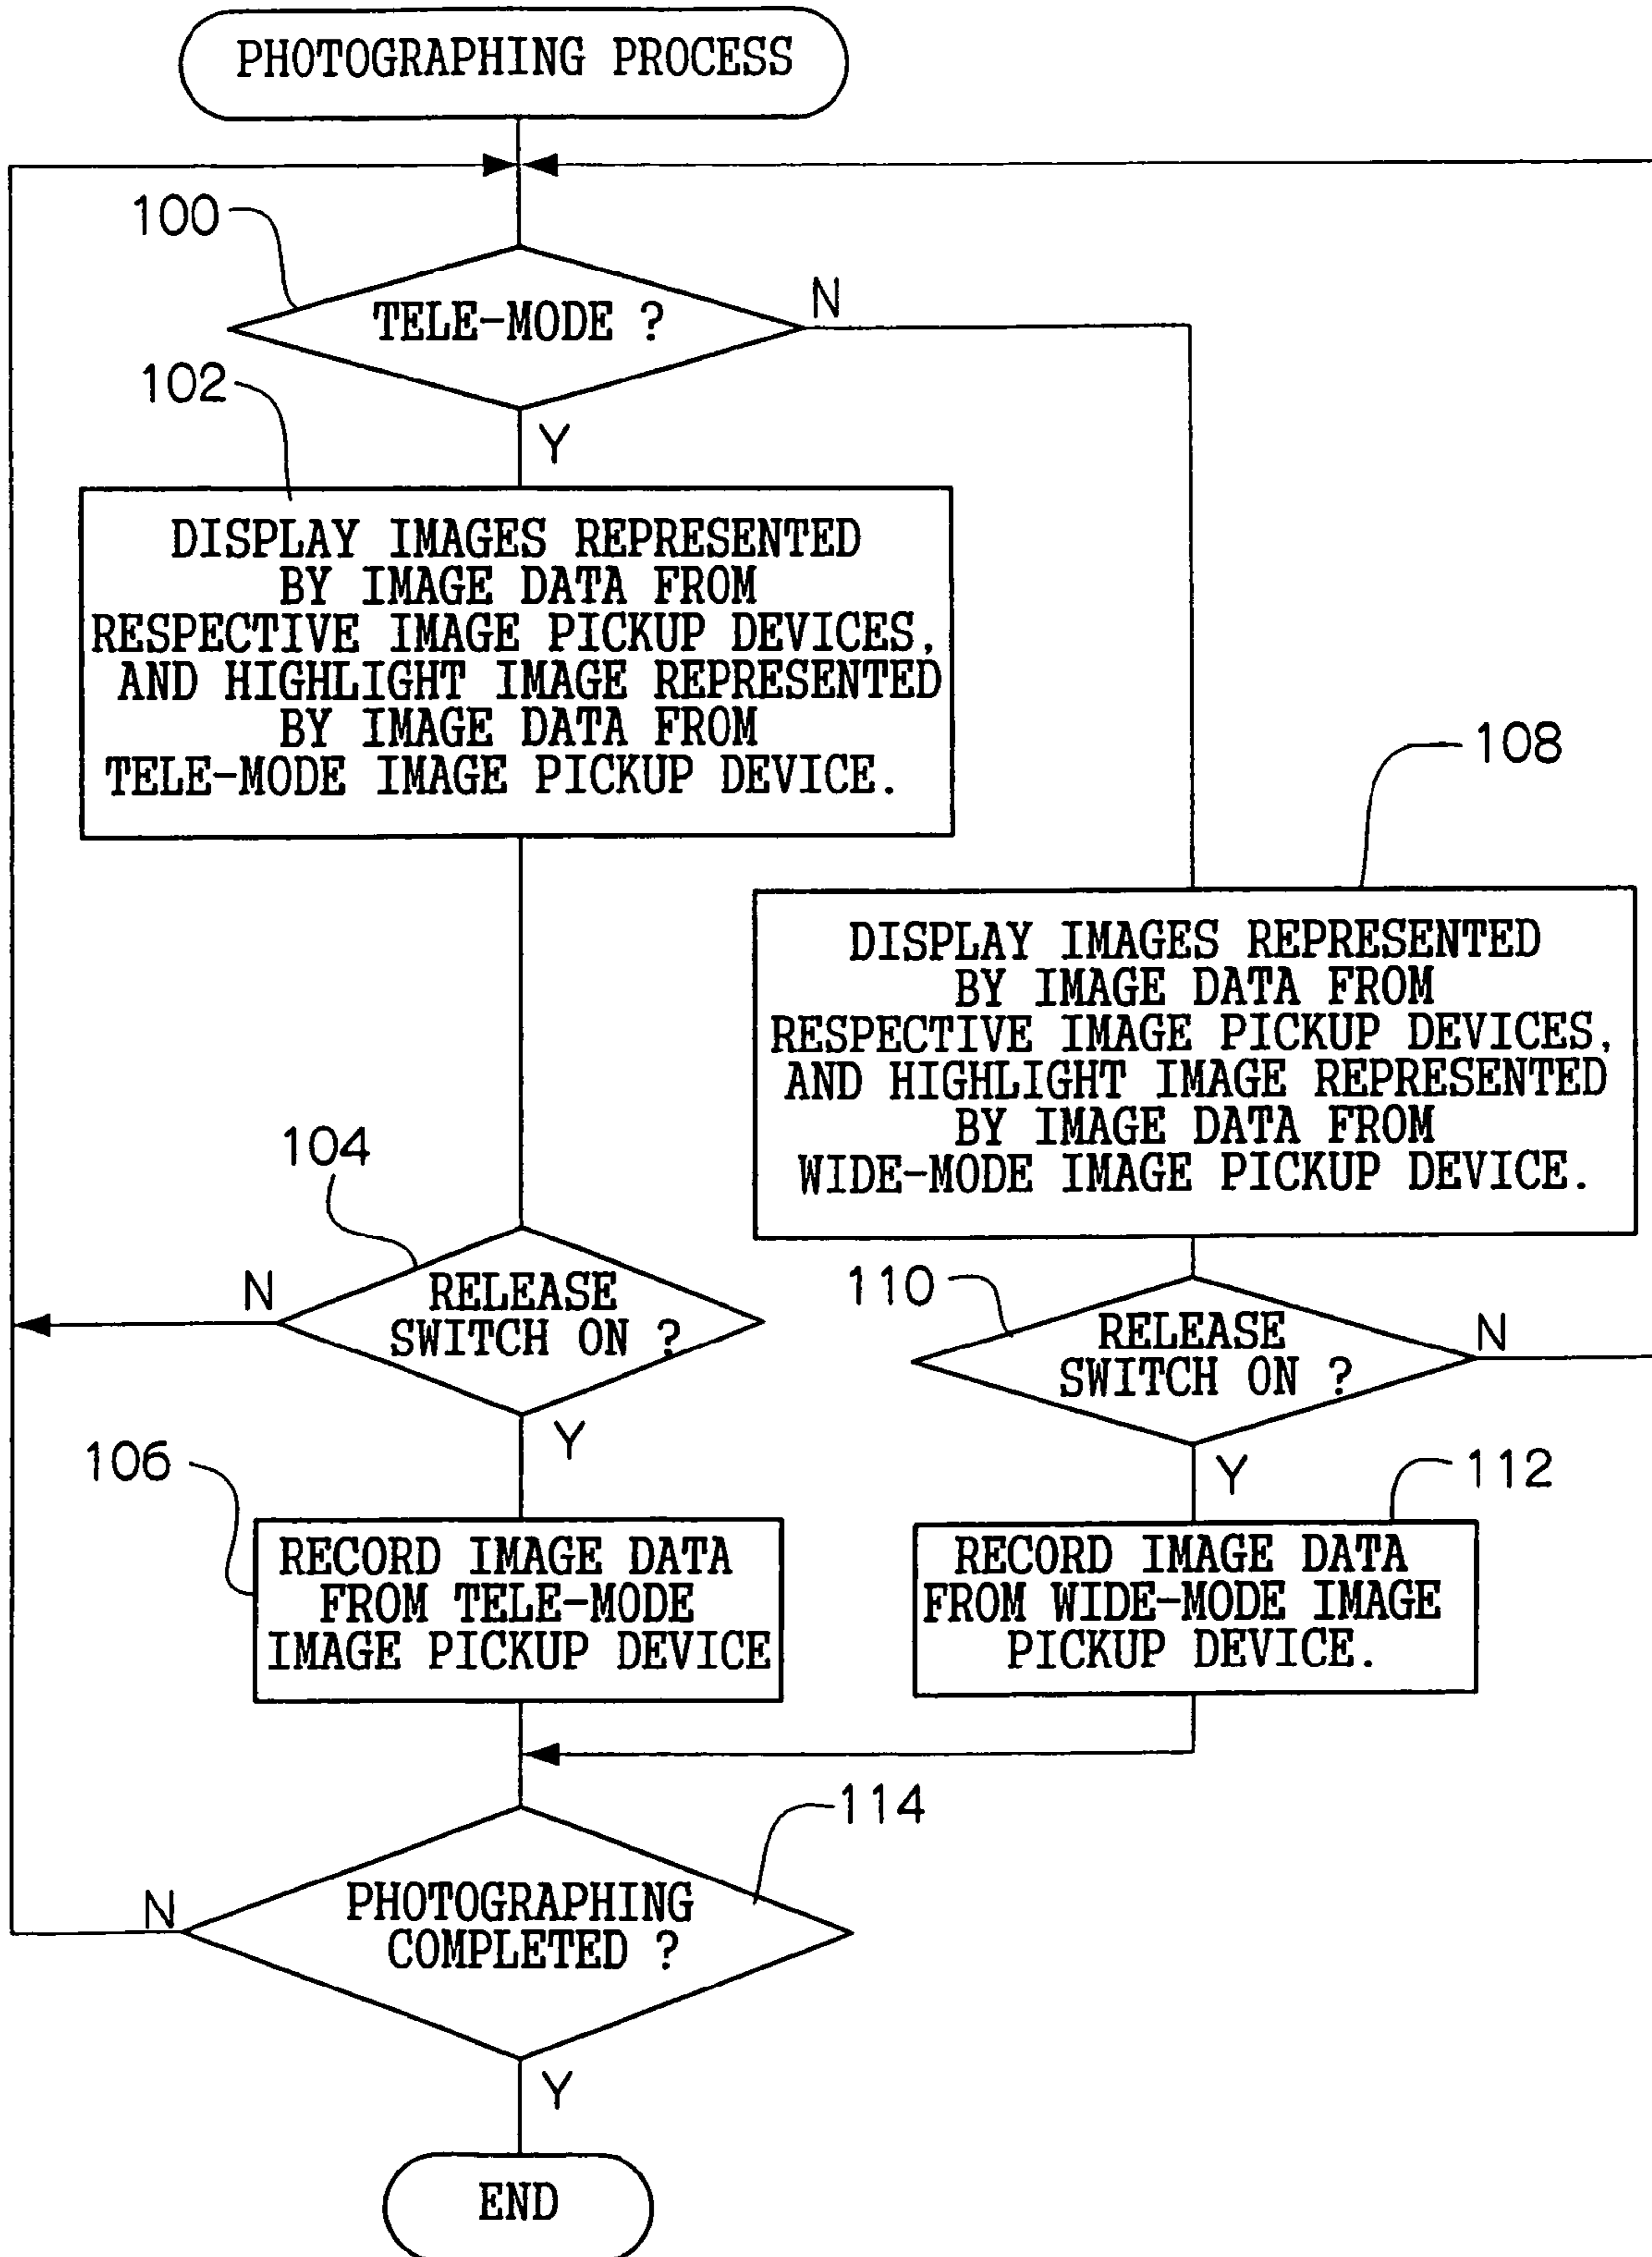 PHOTOGRAPHING PROCESS
100
TELE-MODE ?
N
102
Y
DISPLAY IMAGES REPRESENTED
BY IMAGE DATA FROM
RESPECTIVE IMAGE PICKUP DEVICES,
AND HIGHLIGHT IMAGE REPRESENTED
BY IMAGE DATA FROM
TELE-MODE IMAGE PICKUP DEVICE.
108
DISPLAY IMAGES REPRESENTED
BY IMAGE DATA FROM
RESPECTIVE IMAGE PICKUP DEVICES,
AND HIGHLIGHT IMAGE REPRESENTED
BY IMAGE DATA FROM
WIDE-MODE IMAGE PICKUP DEVICE.
104
N
RELEASE
SWITCH ON ?
Y
110
RELEASE
SWITCH ON ?
N
Y
106
RECORD IMAGE DATA
FROM TELE-MODE
IMAGE PICKUP DEVICE
112
RECORD IMAGE DATA
FROM WIDE-MODE IMAGE
PICKUP DEVICE.
114
N
PHOTOGRAPHING
COMPLETED ?
Y
END